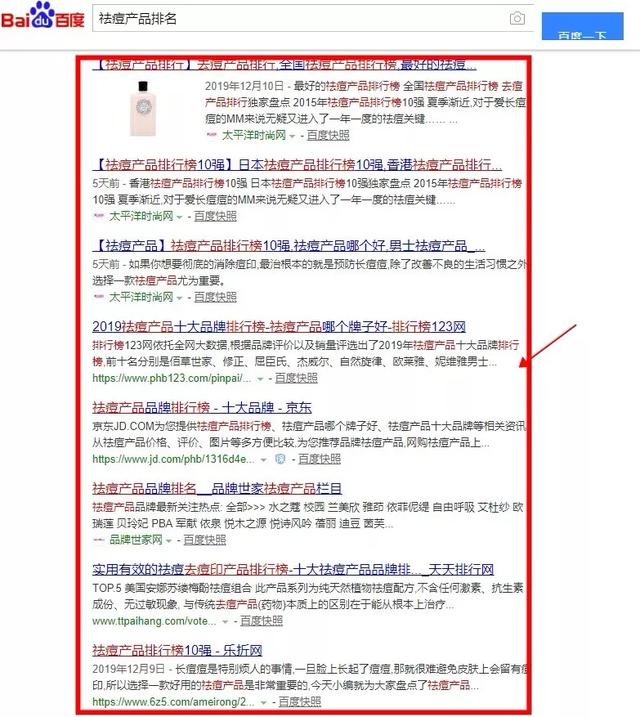 Bai du 百度
祛痘产品排名
百度一下
【祛痘产品排行】去痘产品排行,全国祛痘产品排行榜,最好的祛痘...
2019年12月10日 - 最好的祛痘产品排行榜 全国祛痘产品排行榜 去痘
产品排行独家盘点 2015年祛痘产品排行榜10强 夏季渐近,对于爱长痘
痘的MM来说无疑又进入了一年一度的祛痘关键...... ...
太平洋时尚网 - 百度快照
【祛痘产品排行榜10强】日本祛痘产品排行榜10强,香港祛痘产品排行...
5天前 - 香港祛痘产品排行榜10强 日本祛痘产品排行榜10强独家盘点 2015年祛痘产品排行榜
10强 夏季渐近,对于爱长痘痘的MM来说无疑又进入了一年一度的祛痘关键......
太平洋时尚网 - 百度快照
【祛痘产品】祛痘产品排行榜10强,祛痘产品哪个好,男士祛痘产品_...
5天前 - 如果你想要彻底的消除痘印,最治根本的就是预防长痘痘,除了改善不良的生活习惯之外
选择一款祛痘产品尤为重要。
太平洋时尚网 - 百度快照
2019祛痘产品十大品牌排行榜-祛痘产品哪个牌子好-排行榜123网
排行榜123网依托全网大数据,根据品牌评价以及销量评选出了2019年祛痘产品十大品牌排行
榜,前十名分别是佰草世家、修正、屈臣氏、杰威尔、自然旋律、欧莱雅、妮维雅男士...
https://www.phb123.com/pinpai/... - 百度快照
祛痘产品品牌排行榜 - 十大品牌 - 京东
京东JD.COM为您提供祛痘产品排行榜、祛痘产品哪个牌子好、祛痘产品十大品牌等相关资讯
从祛痘产品价格、评价、图片等多方便比较,为您推荐品牌祛痘产品,网购祛痘产品上...
https://www.jd.com/phb/1316d4e... - 百度快照
祛痘产品品牌排名__品牌世家祛痘产品栏目
祛痘产品品牌最新关注热点: 全部>>> 水之蔻 校园 兰美欣 雅药 依菲伲缇 自由呼吸 艾杜纱 欧
瑞莲 贝玲妃 PBA 军献 依泉 悦木之源 悦诗风吟 蓓丽 迪豆 茵芙...
品牌世家网 - 百度快照
实用有效的祛痘去痘印产品排行榜-十大祛痘产品品牌排..._天天排行网
TOP.5 美国安娜苏缕梅酚祛痘组合 此产品系列为纯天然植物祛痘配方,不含任何激素、抗生素
成份、无过敏现象, 与传统去痘产品(药物)本质上的区别在于能从根本上治疗...
www.ttpaihang.com/vote... - 百度快照
祛痘产品排行榜10强 - 乐折网
2019年12月9日 - 长痘痘是特别烦人的事情,一旦脸上长起了痘痘,那就很难避免皮肤上会留有痘
印,所以选择一款好用的祛痘产品是非常重要的,今天小编就为大家盘点了祛痘产品...
https://www.6z5.com/ameirong/2... - 百度快照